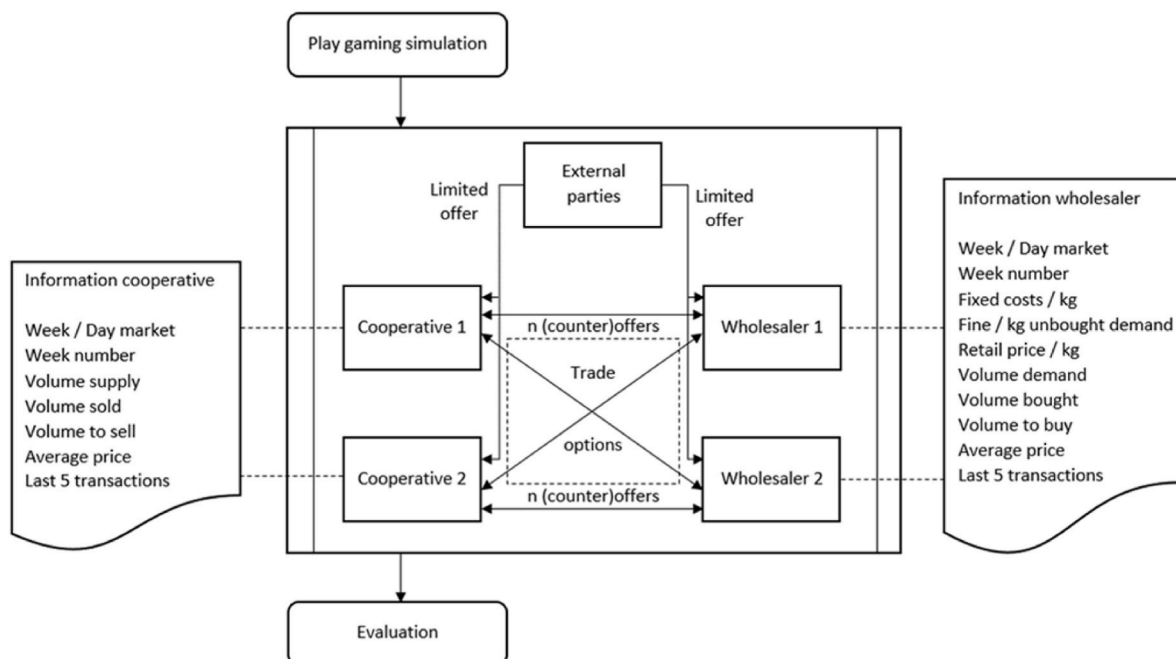 Play gaming simulation
External
parties
Limited
offer
Limited
offer
Information cooperative
Week / Day market
Week number
Volume supply
Volume sold
Volume to sell
Average price
Last 5 transactions
Cooperative 1
n (counter)offers
Wholesaler 1
Trade
options
Cooperative 2
n (counter)offers
Wholesaler 2
Information wholesaler
Week / Day market
Week number
Fixed costs / kg
Fine / kg unbought demand
Retail price / kg
Volume demand
Volume bought
Volume to buy
Average price
Last 5 transactions
Evaluation